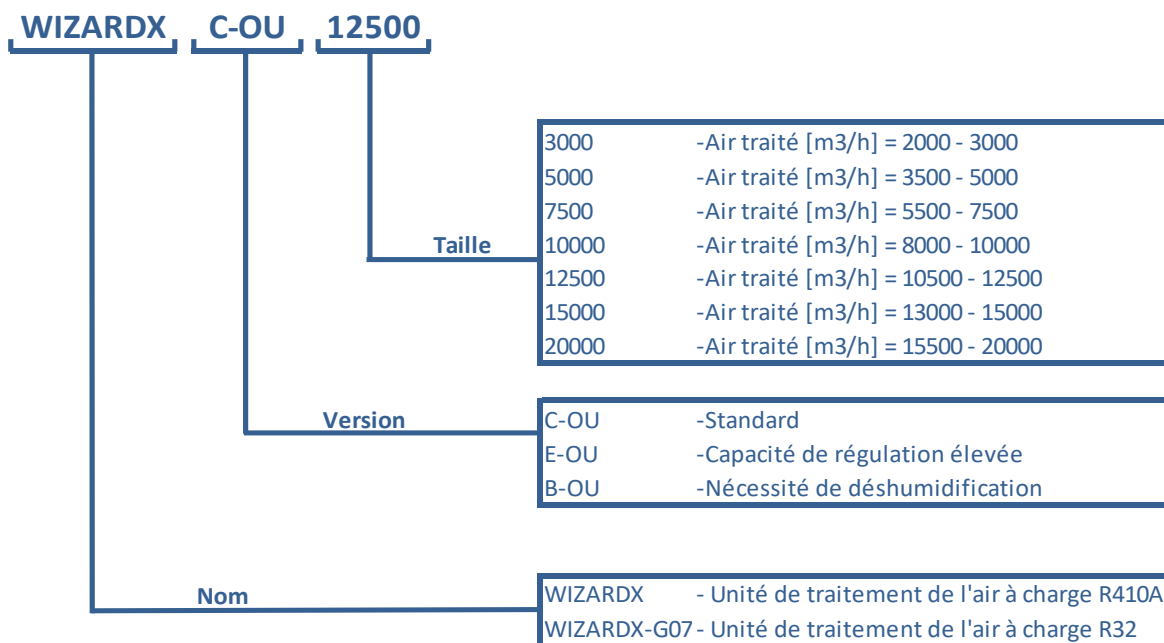 WIZARDX C-OU 12500
3000 -Air traité [m3/h] = 2000 - 3000
5000 -Air traité [m3/h] = 3500 - 5000
7500 -Air traité [m3/h] = 5500 - 7500
Taille 10000 -Air traité [m3/h] = 8000 - 10000
12500 -Air traité [m3/h] = 10500 - 12500
15000 -Air traité [m3/h] = 13000 - 15000
20000 -Air traité [m3/h] = 15500 - 20000
Version C-OU -Standard
E-OU -Capacité de régulation élevée
B-OU -Nécessité de déshumidification
Nom WIZARDX - Unité de traitement de l'air à charge R410A
WIZARDX-G07 - Unité de traitement de l'air à charge R32